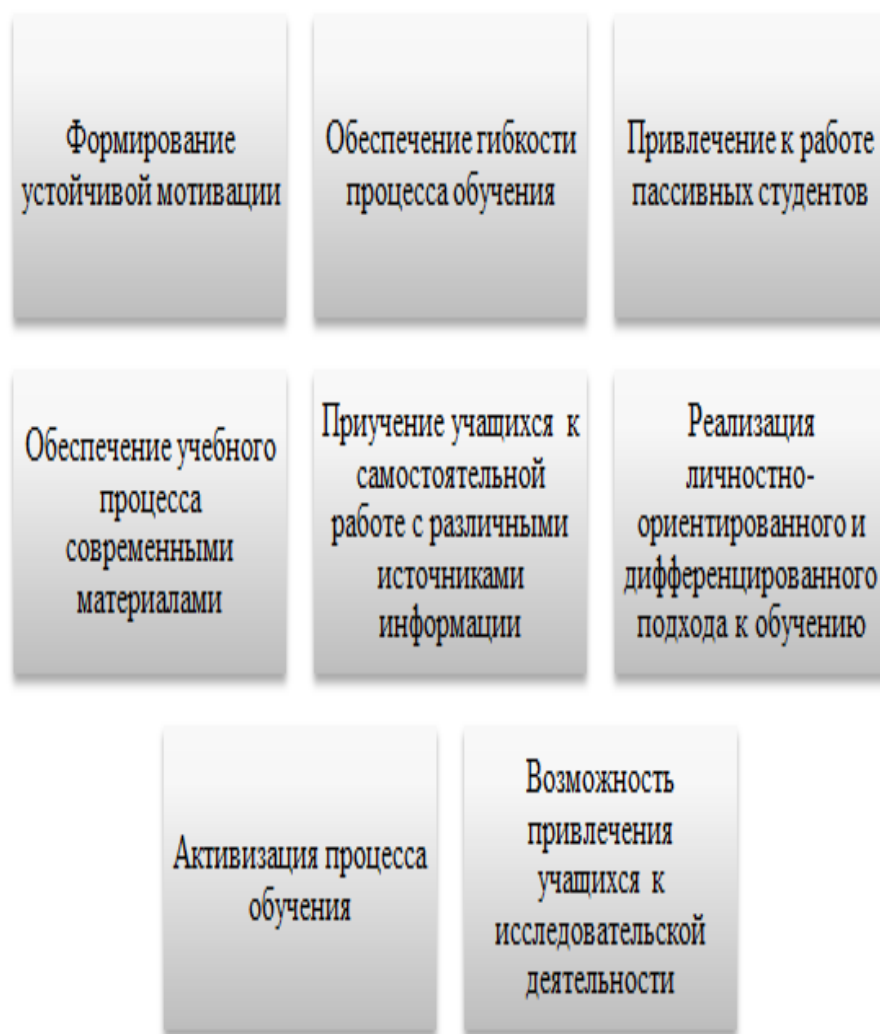 Формирование
устойчивой мотивации
Обеспечение гибкости
процесса обучения
Привлечение к работе
пассивных студентов
Обеспечение учебного
процесса
современными
материалами
Приучение учащихся к
самостоятельной
работе с различными
источниками
информации
Реализация
личностно-
ориентированного и
дифференцированного
подхода к обучению
Активизация процесса
обучения
Возможность
привлечения
учащихся к
исследовательской
деятельности